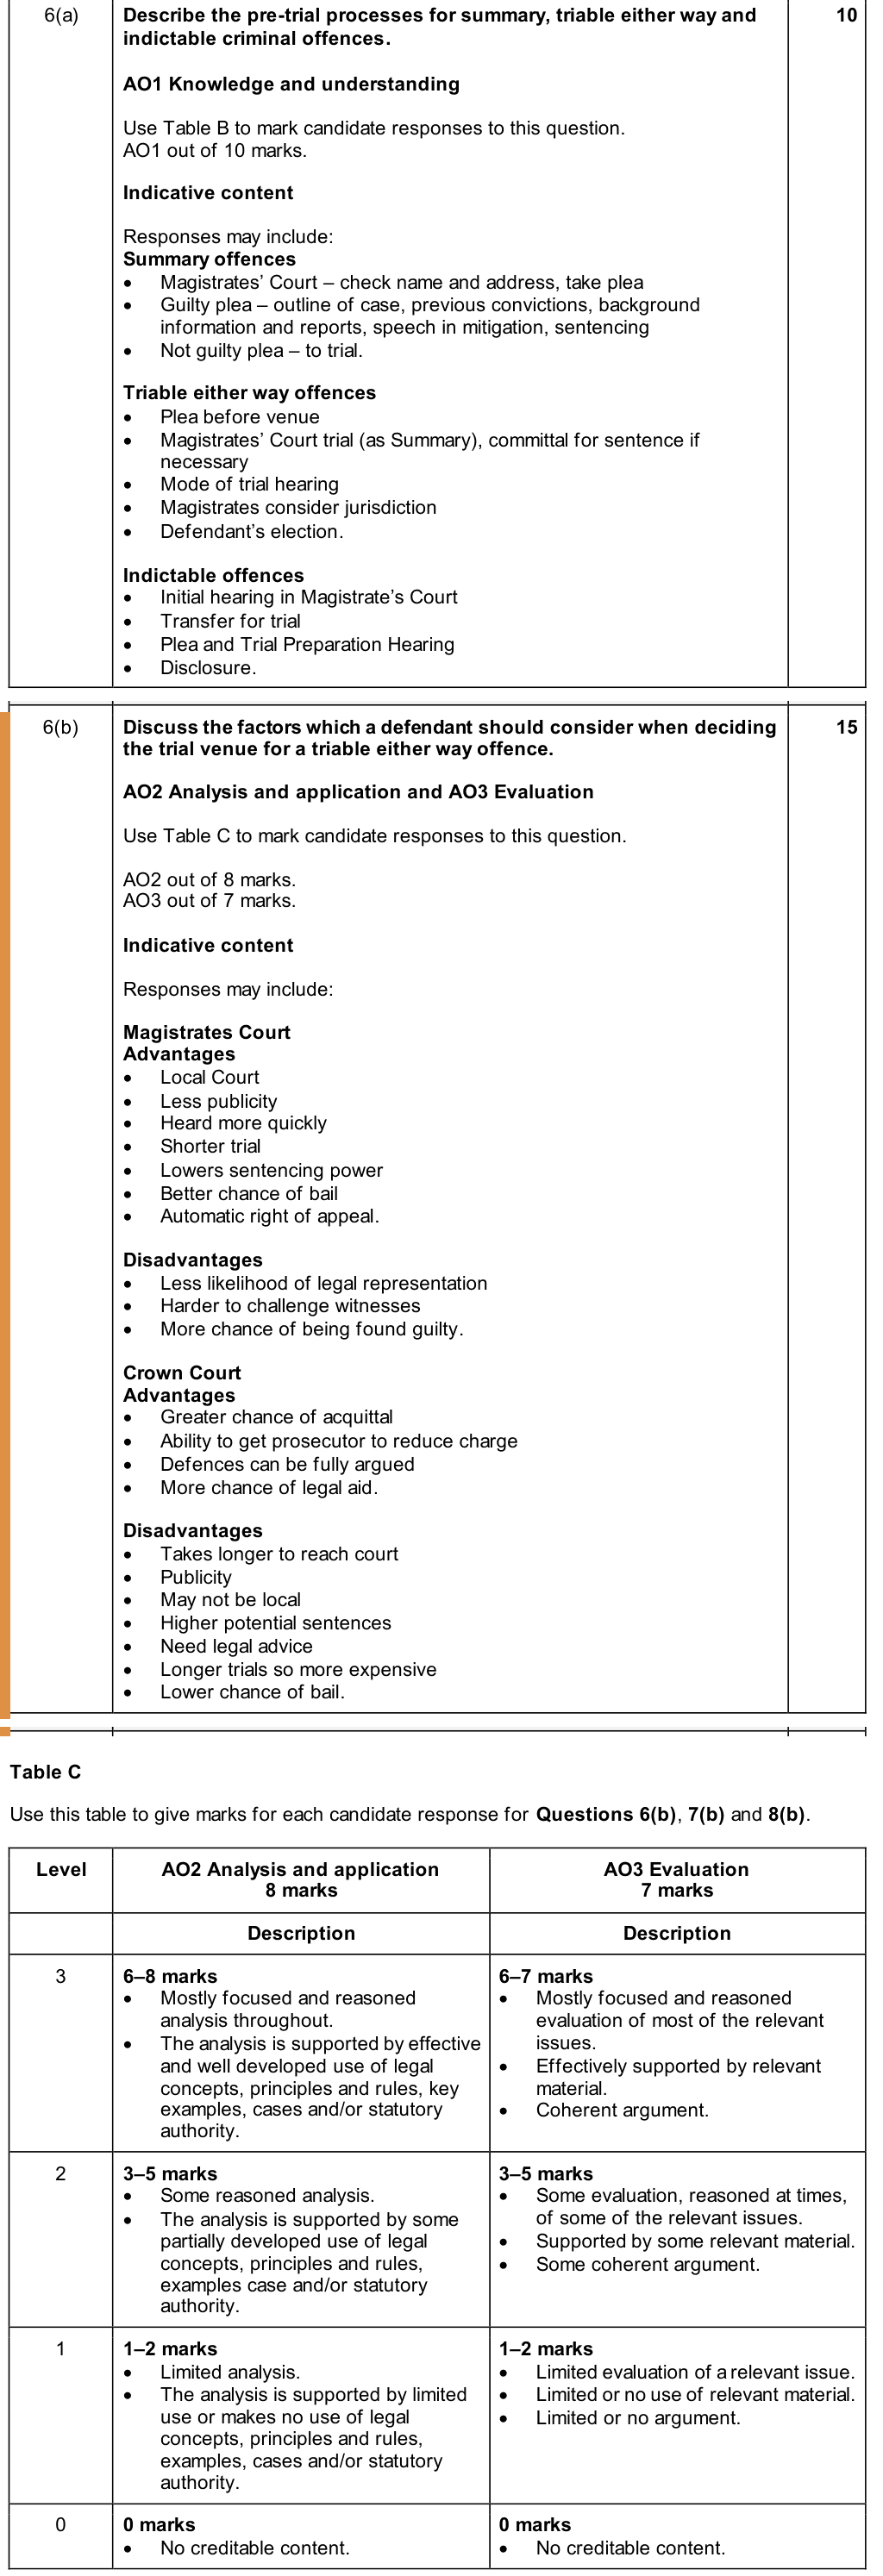 6(a) Describe the pre-trial processes for summary, triable either way and 10
indictable criminal offences.
AO1 Knowledge and understanding
Use Table B to mark candidate responses to this question.
AO1 out of 10 marks.
Indicative content
Responses may include:
Summary offences
• Magistrates’ Court – check name and address, take plea
• Guilty plea – outline of case, previous convictions, background
information and reports, speech in mitigation, sentencing
• Not guilty plea – to trial.
Triable either way offences
• Plea before venue
• Magistrates’ Court trial (as Summary), committal for sentence if
necessary
• Mode of trial hearing
• Magistrates consider jurisdiction
• Defendant’s election.
Indictable offences
• Initial hearing in Magistrate’s Court
• Transfer for trial
• Plea and Trial Preparation Hearing
• Disclosure.
6(b) Discuss the factors which a defendant should consider when deciding 15
the trial venue for a triable either way offence.
AO2 Analysis and application and AO3 Evaluation
Use Table C to mark candidate responses to this question.
AO2 out of 8 marks.
AO3 out of 7 marks.
Indicative content
Responses may include:
Magistrates Court
Advantages
• Local Court
• Less publicity
• Heard more quickly
• Shorter trial
• Lowers sentencing power
• Better chance of bail
• Automatic right of appeal.
Disadvantages
• Less likelihood of legal representation
• Harder to challenge witnesses
• More chance of being found guilty.
Crown Court
Advantages
• Greater chance of acquittal
• Ability to get prosecutor to reduce charge
• Defences can be fully argued
• More chance of legal aid.
Disadvantages
• Takes longer to reach court
• Publicity
• May not be local
• Higher potential sentences
• Need legal advice
• Longer trials so more expensive
• Lower chance of bail.
Table C
Use this table to give marks for each candidate response for Questions 6(b), 7(b) and 8(b).
Level
AO2 Analysis and application
8 marks
AO3 Evaluation
7 marks
Description
Description
3
6–8 marks
• Mostly focused and reasoned
analysis throughout.
• The analysis is supported by effective
and well developed use of legal
concepts, principles and rules, key
examples, cases and/or statutory
authority.
6–7 marks
• Mostly focused and reasoned
evaluation of most of the relevant
issues.
• Effectively supported by relevant
material.
• Coherent argument.
2
3–5 marks
• Some reasoned analysis.
• The analysis is supported by some
partially developed use of legal
concepts, principles and rules,
examples case and/or statutory
authority.
3–5 marks
• Some evaluation, reasoned at times,
of some of the relevant issues.
• Supported by some relevant material.
• Some coherent argument.
1
1–2 marks
• Limited analysis.
• The analysis is supported by limited
use or makes no use of legal
concepts, principles and rules,
examples, cases and/or statutory
authority.
1–2 marks
• Limited evaluation of a relevant issue.
• Limited or no use of relevant material.
• Limited or no argument.
0
0 marks
• No creditable content.
0 marks
• No creditable content.